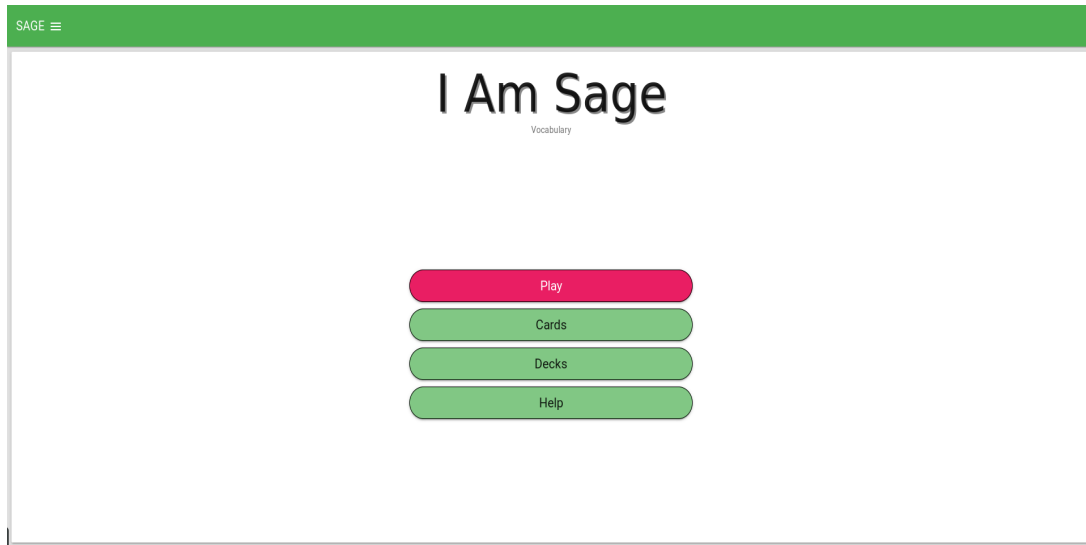 SAGE
I Am Sage
Vocabulary
Play
Cards
Decks
Help